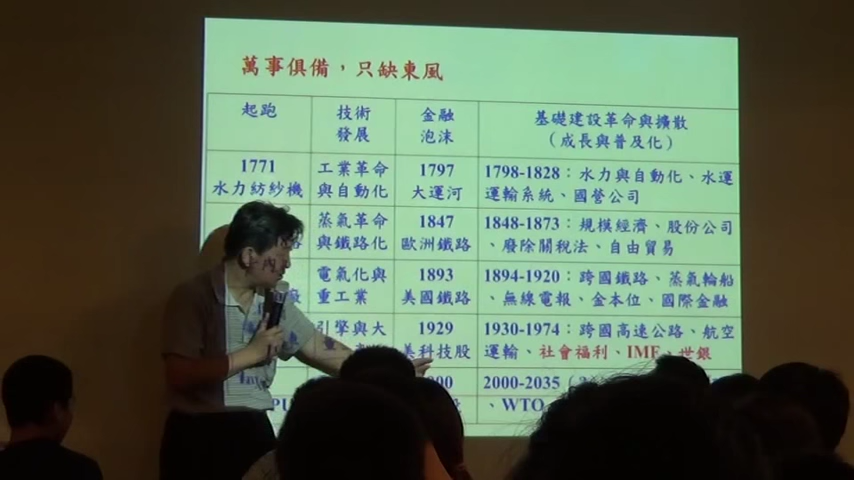 萬事俱備，只缺東風
起跑
技術
發展
金融
泡沫
基礎建設革命與擴散
（成長與普及化）
1771
水力紡紗機
工業革命
與自動化
1797
大運河
1798-1828：水力與自動化、水運
運輸系統、國營公司
蒸氣革命
與鐵路化
1847
歐洲鐵路
1848-1873：規模經濟、股份公司
、廢除關稅法、自由貿易
電氣化與
重工業
1893
美國鐵路
1894-1920：跨國鐵路、蒸氣輪船
、無線電報、金本位、國際金融
引擎與大
1929
美科技股
1930-1974：跨國高速公路、航空
運輸、社會福利、IMF、世銀
2000-2035
、WTO